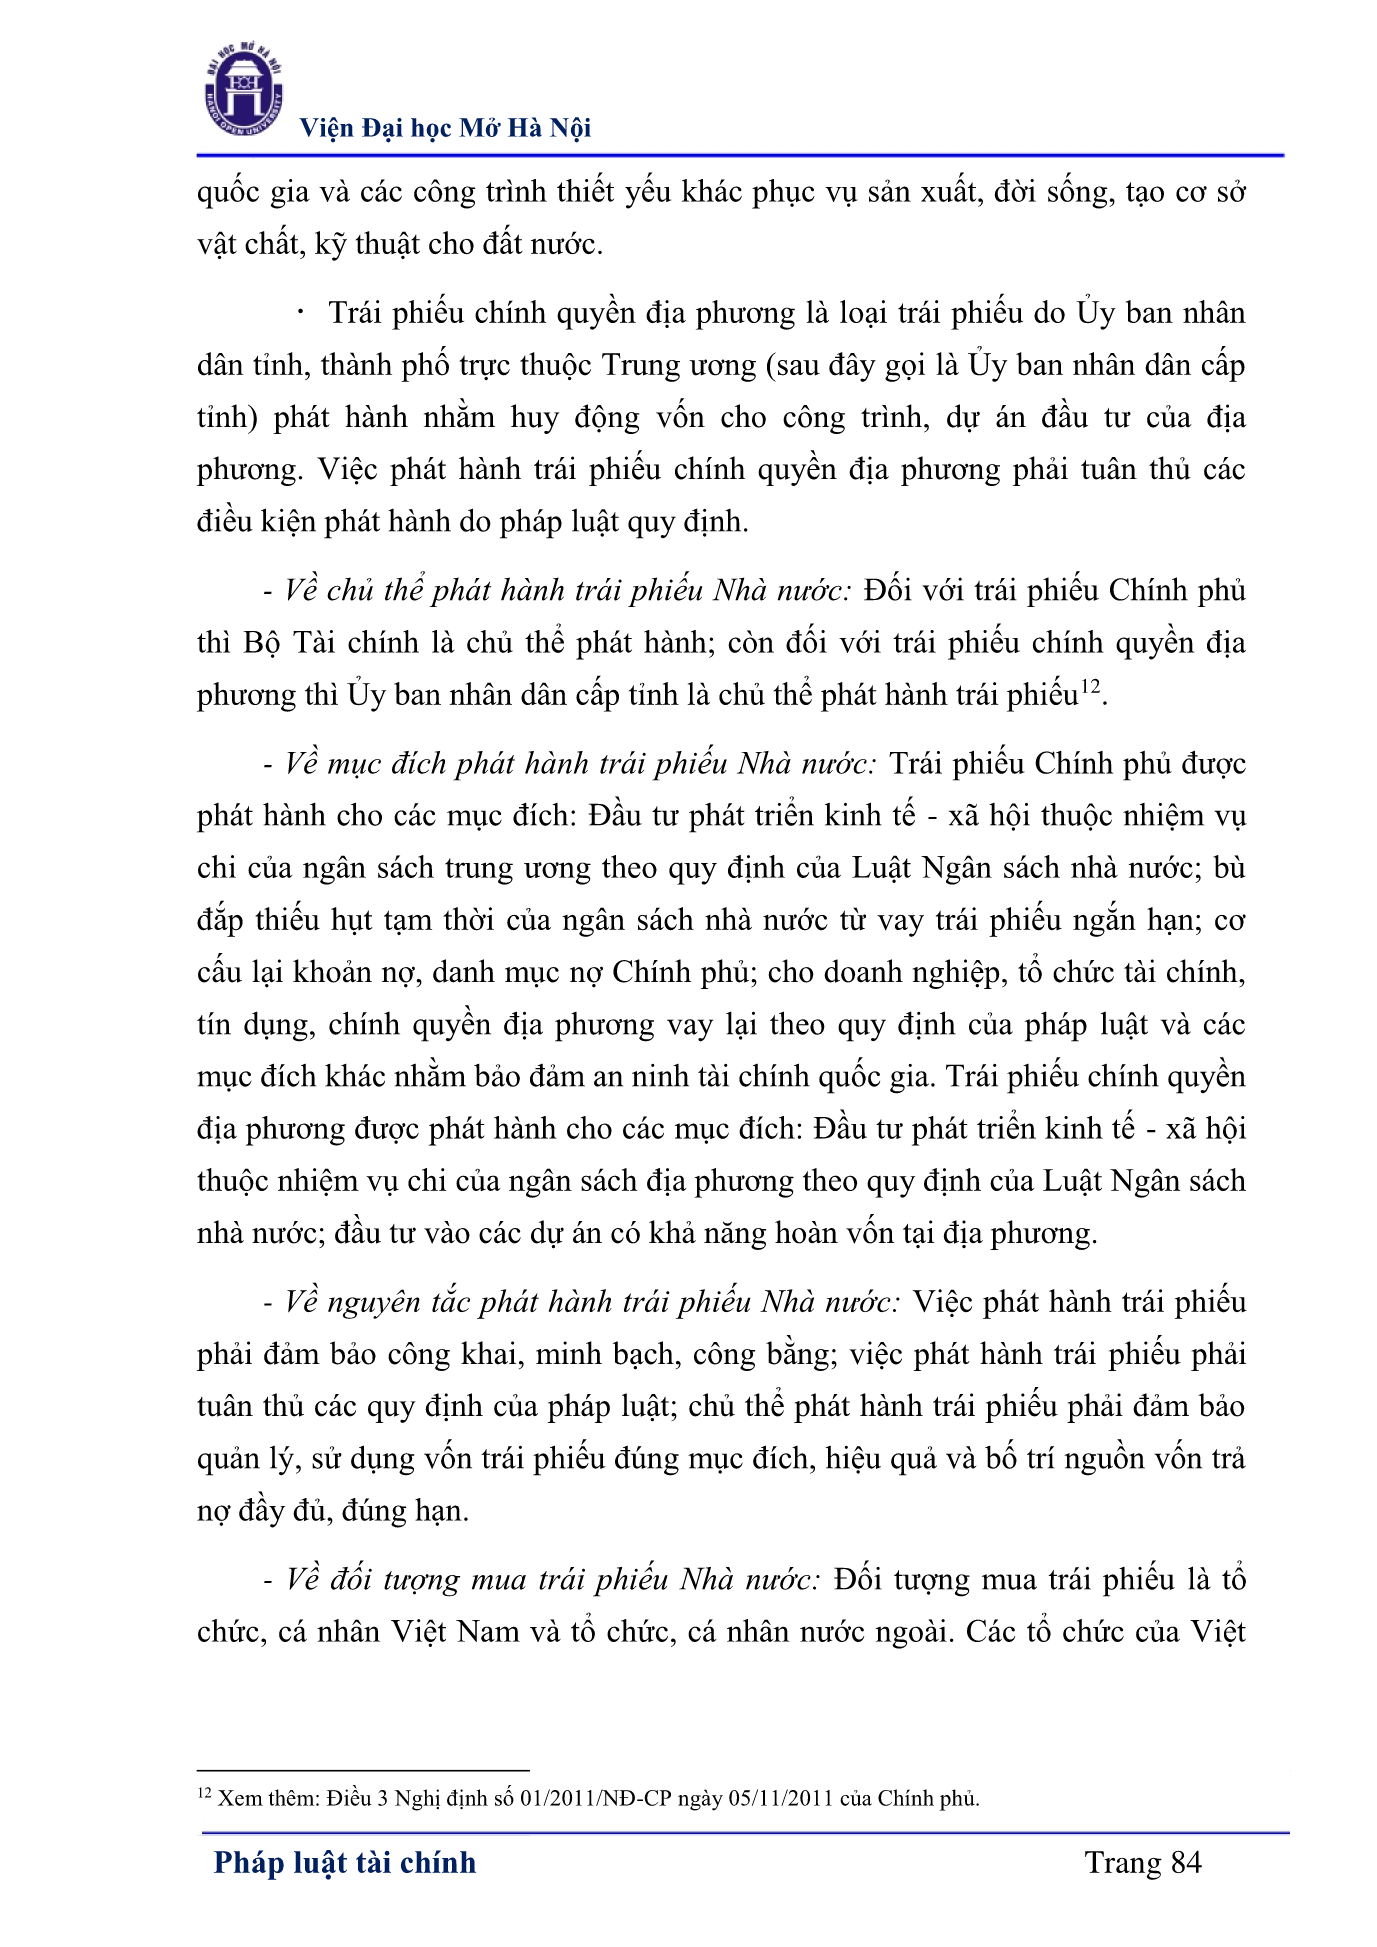 ĐẠI HỌC MỞ HÀ NỘI
HANOI OPEN UNIVERSITY
Viện Đại học Mở Hà Nội
quốc gia và các công trình thiết yếu khác phục vụ sản xuất, đời sống, tạo cơ sở
vật chất, kỹ thuật cho đất nước.
· Trái phiếu chính quyền địa phương là loại trái phiếu do Ủy ban nhân
dân tỉnh, thành phố trực thuộc Trung ương (sau đây gọi là Ủy ban nhân dân cấp
tỉnh) phát hành nhằm huy động vốn cho công trình, dự án đầu tư của địa
phương. Việc phát hành trái phiếu chính quyền địa phương phải tuân thủ các
điều kiện phát hành do pháp luật quy định.
- Về chủ thể phát hành trái phiếu Nhà nước: Đối với trái phiếu Chính phủ
thì Bộ Tài chính là chủ thể phát hành; còn đối với trái phiếu chính quyền địa
phương thì Ủy ban nhân dân cấp tỉnh là chủ thể phát hành trái phiếu12.
- Về mục đích phát hành trái phiếu Nhà nước: Trái phiếu Chính phủ được
phát hành cho các mục đích: Đầu tư phát triển kinh tế - xã hội thuộc nhiệm vụ
chi của ngân sách trung ương theo quy định của Luật Ngân sách nhà nước; bù
đắp thiếu hụt tạm thời của ngân sách nhà nước từ vay trái phiếu ngắn hạn; cơ
cấu lại khoản nợ, danh mục nợ Chính phủ; cho doanh nghiệp, tổ chức tài chính,
tín dụng, chính quyền địa phương vay lại theo quy định của pháp luật và các
mục đích khác nhằm bảo đảm an ninh tài chính quốc gia. Trái phiếu chính quyền
địa phương được phát hành cho các mục đích: Đầu tư phát triển kinh tế - xã hội
thuộc nhiệm vụ chi của ngân sách địa phương theo quy định của Luật Ngân sách
nhà nước; đầu tư vào các dự án có khả năng hoàn vốn tại địa phương.
- Về nguyên tắc phát hành trái phiếu Nhà nước: Việc phát hành trái phiếu
phải đảm bảo công khai, minh bạch, công bằng; việc phát hành trái phiếu phải
tuân thủ các quy định của pháp luật; chủ thể phát hành trái phiếu phải đảm bảo
quản lý, sử dụng vốn trái phiếu đúng mục đích, hiệu quả và bố trí nguồn vốn trả
nợ đầy đủ, đúng hạn.
- Về đối tượng mua trái phiếu Nhà nước: Đối tượng mua trái phiếu là tổ
chức, cá nhân Việt Nam và tổ chức, cá nhân nước ngoài. Các tổ chức của Việt
12 Xem thêm: Điều 3 Nghị định số 01/2011/NĐ-CP ngày 05/11/2011 của Chính phủ.
Pháp luật tài chính Trang 84